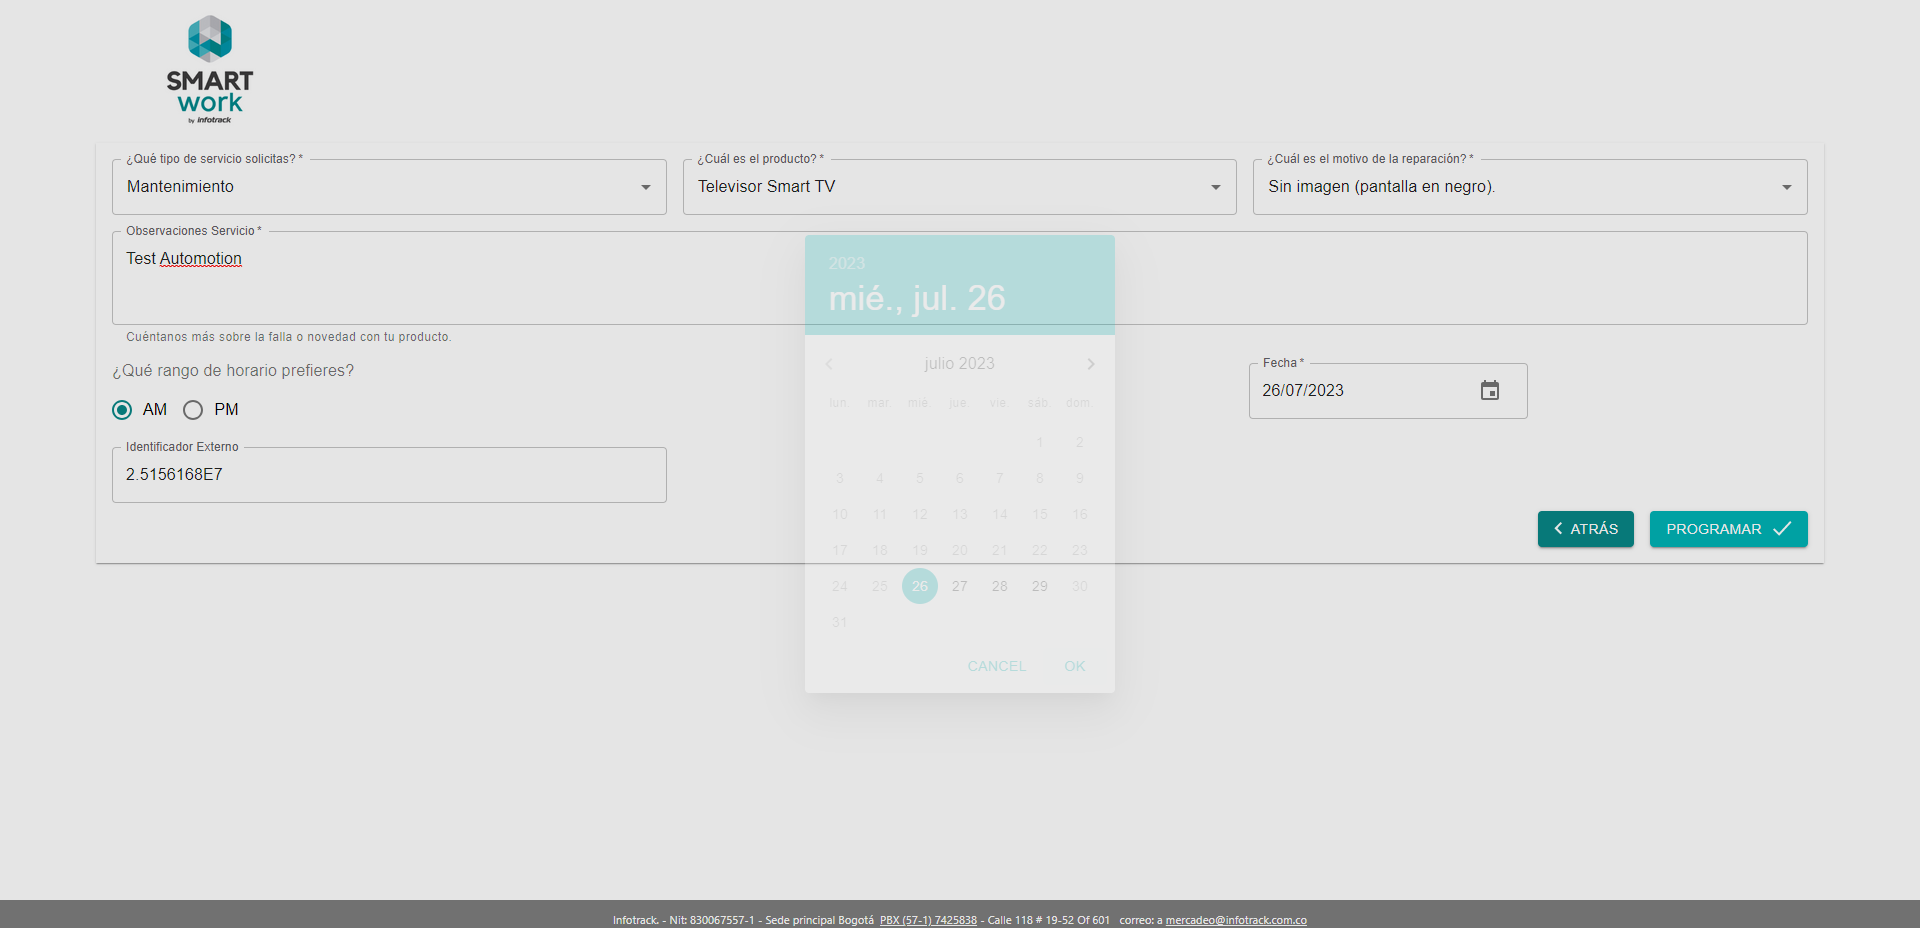 SMART
work
by infotrack
¿Qué tipo de servicio solicitas? *
Mantenimiento
¿Cuál es el producto? *
Televisor Smart TV
¿Cuál es el motivo de la reparación? *
Sin imagen (pantalla en negro).
Observaciones Servicio *
Test Automotion
Cuéntanos más sobre la falla o novedad con tu producto.
¿Qué rango de horario prefieres?
AM PM
Fecha *
26/07/2023
Identificador Externo
2.5156168E7
2023
mié., jul. 26
julio 2023
lun. mar. mié. jue. vie. sáb. dom.
1 2
3 4 5 6 7 8 9
10 11 12 13 14 15 16
17 18 19 20 21 22 23
24 25 26 27 28 29 30
31
CANCEL OK
ATRÁS PROGRAMAR
Infotrack. - Nit: 830067557-1 - Sede principal Bogotá PBX (57-1) 7425838 - Calle 118 # 19-52 Of 601 correo: a mercadeo@infotrack.com.co